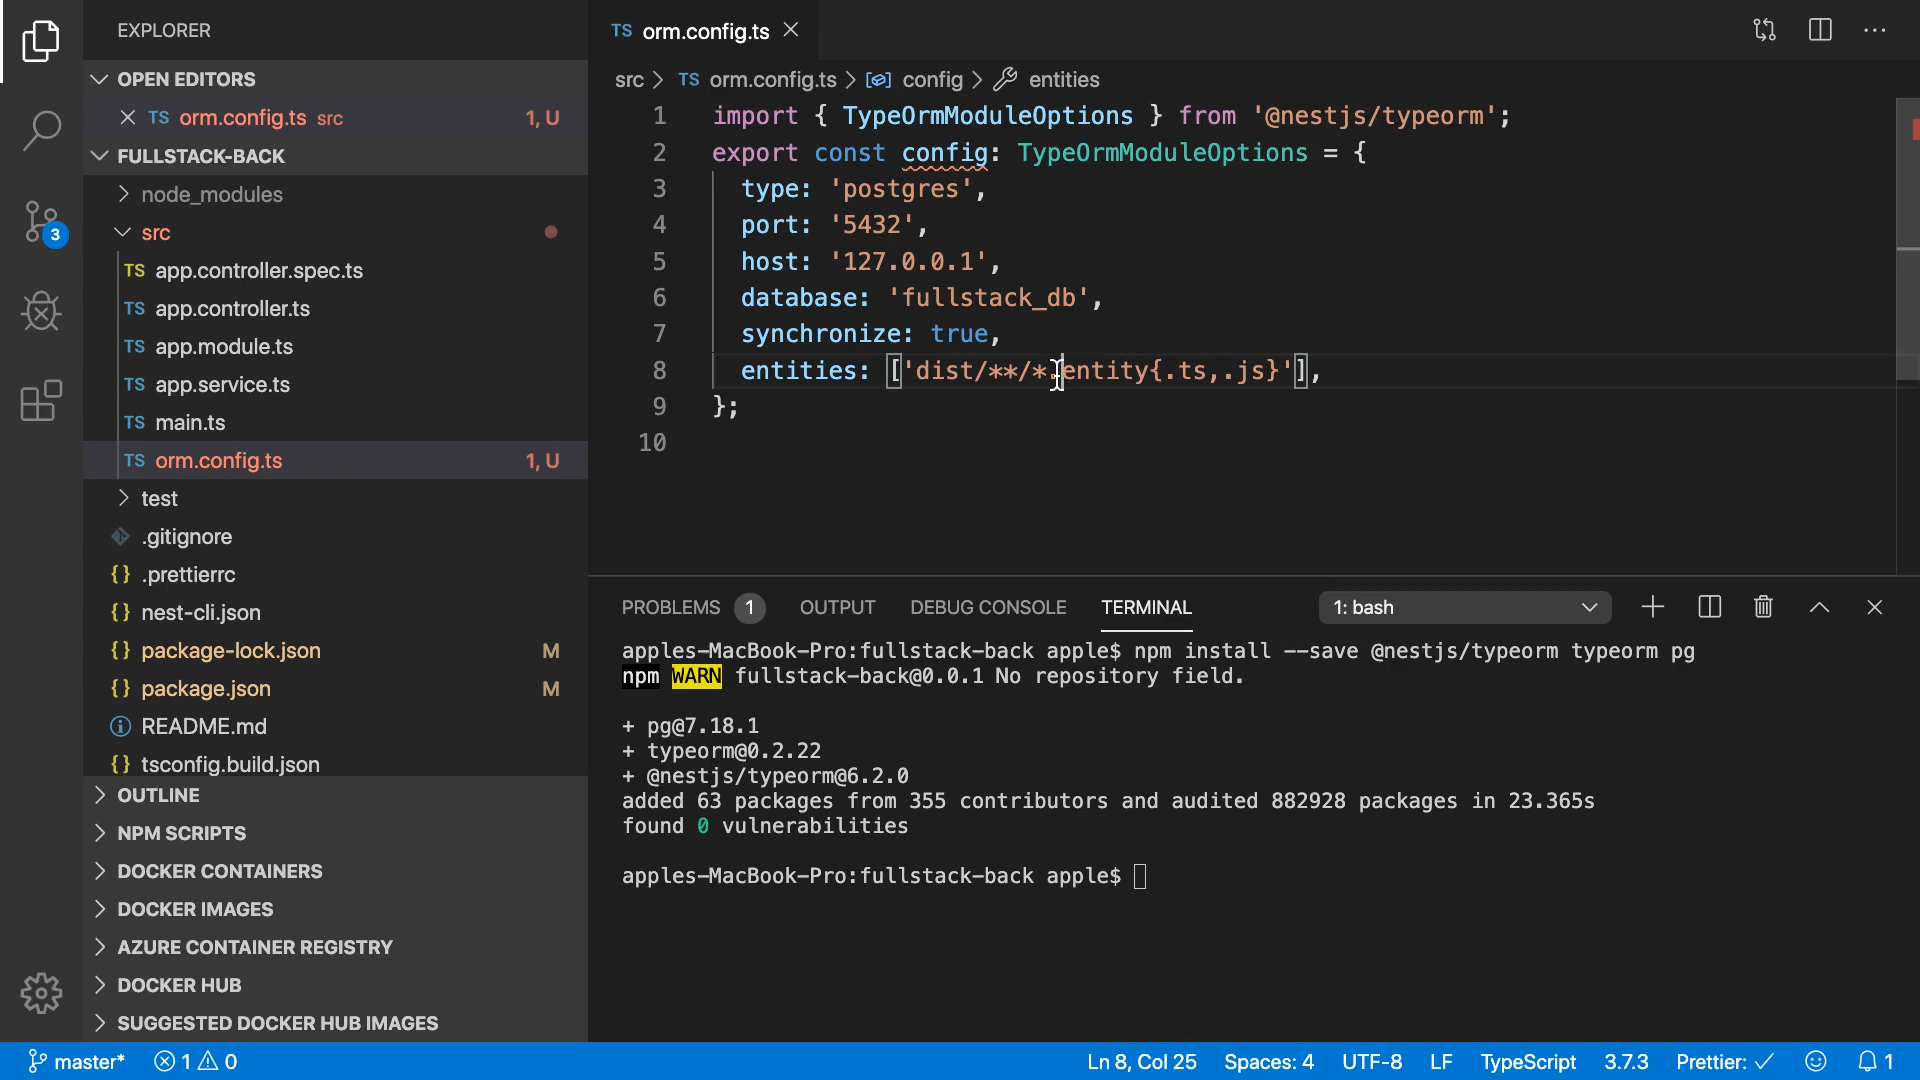 EXPLORER
OPEN EDITORS
TS orm.config.ts src 1, U
FULLSTACK-BACK
node_modules
src
TS app.controller.spec.ts
TS app.controller.ts
TS app.module.ts
TS app.service.ts
TS main.ts
TS orm.config.ts 1, U
test
.gitignore
{} .prettierrc
{} nest-cli.json
{} package-lock.json M
{} package.json M
README.md
{} tsconfig.build.json
OUTLINE
NPM SCRIPTS
DOCKER CONTAINERS
DOCKER IMAGES
AZURE CONTAINER REGISTRY
DOCKER HUB
SUGGESTED DOCKER HUB IMAGES
3
TS orm.config.ts
src > TS orm.config.ts > config > entities
1 import { TypeOrmModuleOptions } from '@nestjs/typeorm';
2 export const config: TypeOrmModuleOptions = {
3 type: 'postgres',
4 port: '5432',
5 host: '127.0.0.1',
6 database: 'fullstack_db',
7 synchronize: true,
8 entities: ['dist/**/*.entity{.ts,.js}'],
9 };
10
PROBLEMS 1 OUTPUT DEBUG CONSOLE TERMINAL 1: bash
apples-MacBook-Pro:fullstack-back apple$ npm install --save @nestjs/typeorm typeorm pg
npm WARN fullstack-back@0.0.1 No repository field.
+ pg@7.18.1
+ typeorm@0.2.22
+ @nestjs/typeorm@6.2.0
added 63 packages from 355 contributors and audited 882928 packages in 23.365s
found 0 vulnerabilities
apples-MacBook-Pro:fullstack-back apple$
master* 1 0 Ln 8, Col 25 Spaces: 4 UTF-8 LF TypeScript 3.7.3 Prettier: ✓ 1